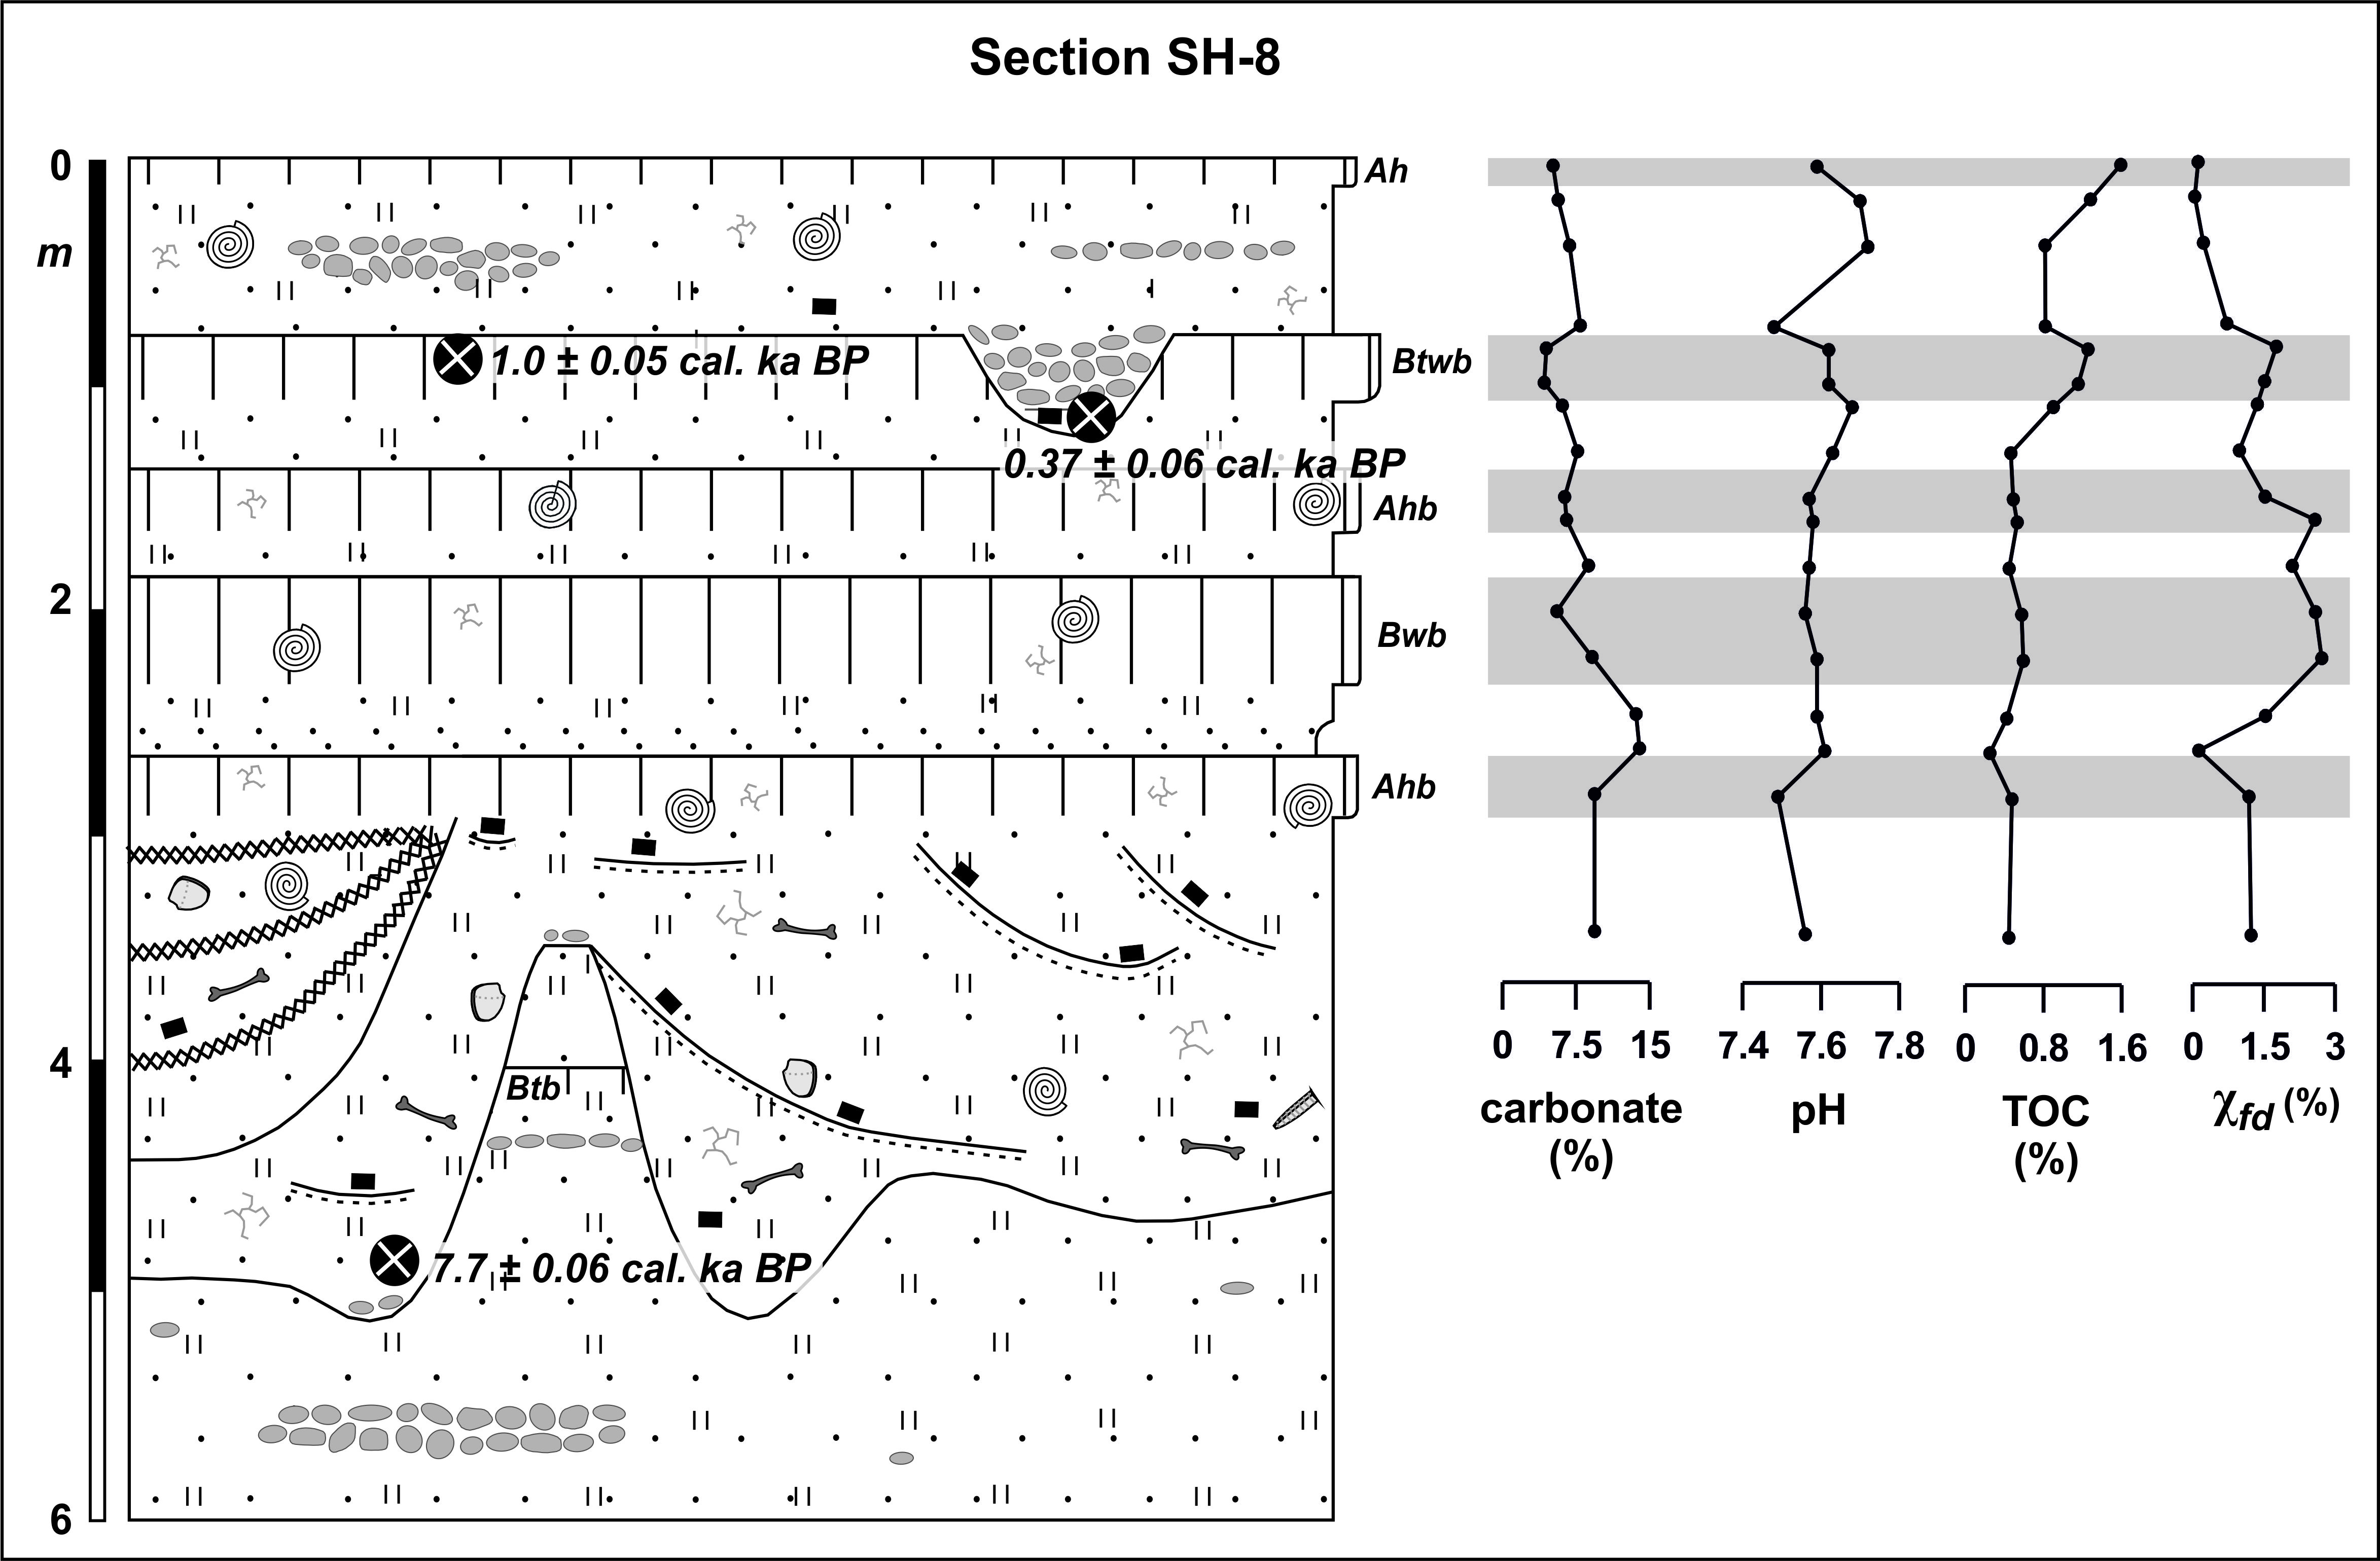 Section SH-8
0
m
2
4
6
Ah
1.0 ± 0.05 cal. ka BP
Btwb
0.37 ± 0.06 cal. ka BP
Ahb
Bwb
Ahb
Btb
7.7 ± 0.06 cal. ka BP
0 7.5 15
carbonate
(%)
7.4 7.6 7.8
pH
0 0.8 1.6
TOC
(%)
0 1.5 3
χfd (%)